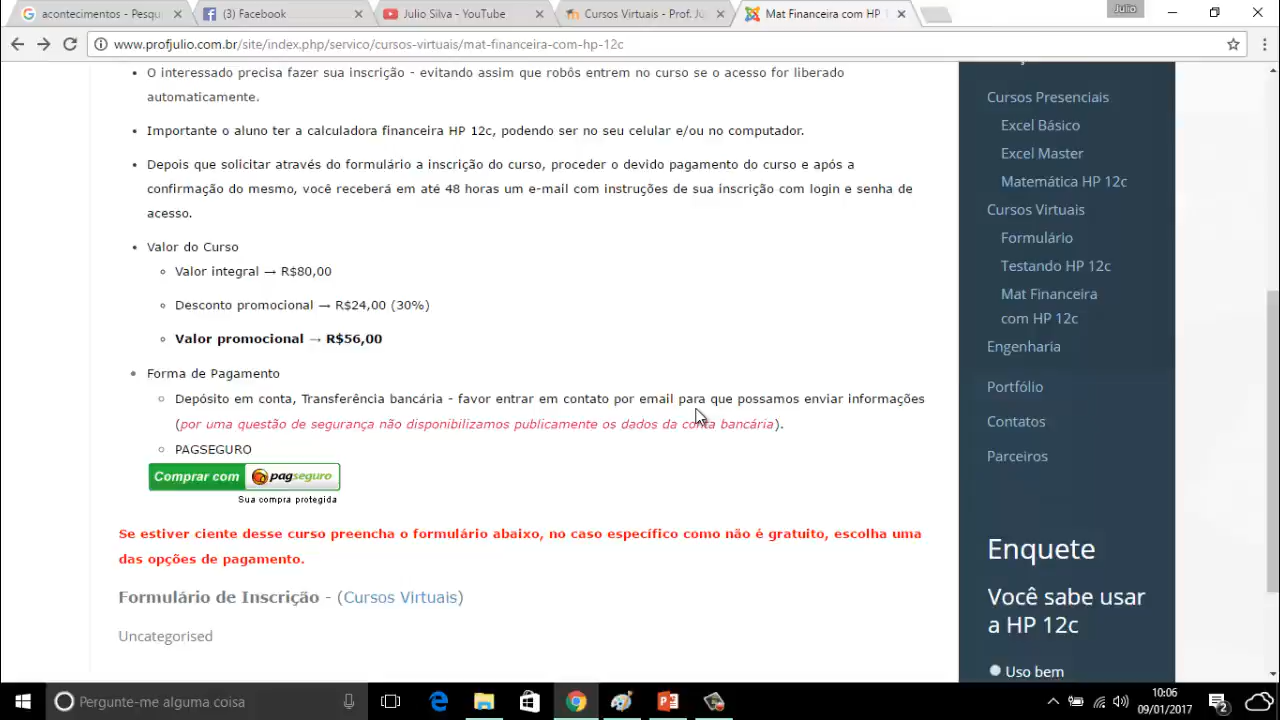 acontecimentos - Pesqu
(3) Facebook
Julio Silva - YouTube
Cursos Virtuais - Prof. Jú
Mat Financeira com HP 1
Julio
www.profjulio.com.br/site/index.php/servico/cursos-virtuais/mat-financeira-com-hp-12c
O interessado precisa fazer sua inscrição - evitando assim que robôs entrem no curso se o acesso for liberado
automaticamente.
Importante o aluno ter a calculadora financeira HP 12c, podendo ser no seu celular e/ou no computador.
Depois que solicitar através do formulário a inscrição do curso, proceder o devido pagamento do curso e após a
confirmação do mesmo, você receberá em até 48 horas um e-mail com instruções de sua inscrição com login e senha de
acesso.
Valor do Curso
Valor integral → R$80,00
Desconto promocional → R$24,00 (30%)
Valor promocional → R$56,00
Forma de Pagamento
Depósito em conta, Transferência bancária - favor entrar em contato por email para que possamos enviar informações
(por uma questão de segurança não disponibilizamos publicamente os dados da conta bancária).
PAGSEGURO
Comprar com pagseguro
Sua compra protegida
Se estiver ciente desse curso preencha o formulário abaixo, no caso específico como não é gratuito, escolha uma
das opções de pagamento.
Formulário de Inscrição - (Cursos Virtuais)
Uncategorised
Cursos Presenciais
Excel Básico
Excel Master
Matemática HP 12c
Cursos Virtuais
Formulário
Testando HP 12c
Mat Financeira
com HP 12c
Engenharia
Portfólio
Contatos
Parceiros
Enquete
Você sabe usar
a HP 12c
Uso bem
Pergunte-me alguma coisa
10:06
09/01/2017
2